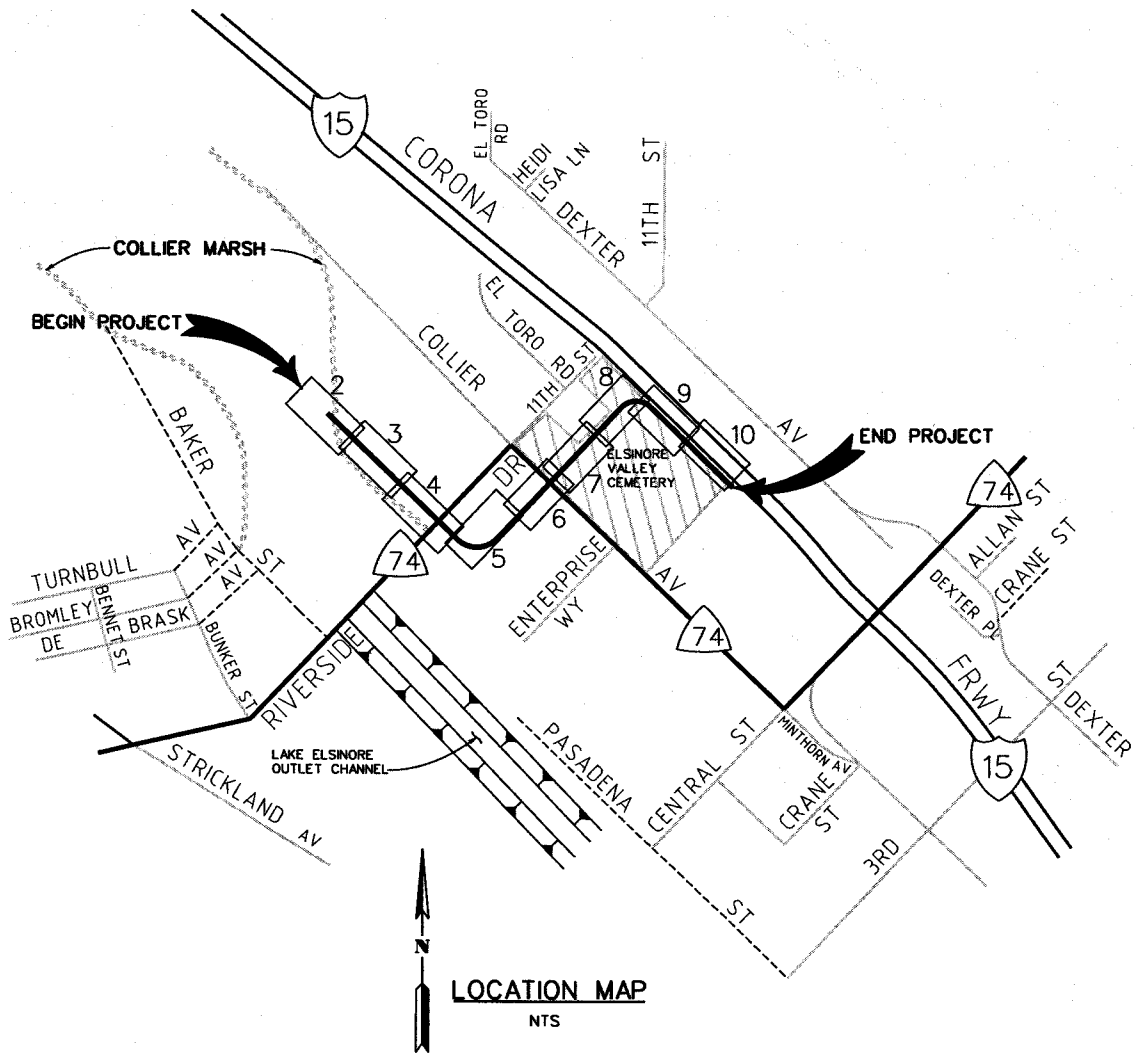 15
CORONA
EL TORO
RD
HEIDI
LISA LN
DEXTER
11TH ST
COLLIER MARSH
BEGIN PROJECT
COLLIER
EL
TORO RD
11TH ST
BAKER
2
3
4
5
6
7
8
9
10
DR
ELSINORE
VALLEY
CEMETERY
AV
END PROJECT
74
74
74
ALLAN ST
CRANE ST
DEXTER PL
TURNBULL
AV
AV
AV
ST
BROMLEY
DE
BENNET ST
BRASK
BUNKER ST
RIVERSIDE
ENTERPRISE
WY
AV
FRWY
ST
DEXTER
15
LAKE ELSINORE
OUTLET CHANNEL
STRICKLAND AV
PASADENA
ST
CENTRAL ST
MINTHORN AV
CRANE
ST
3RD
N
LOCATION MAP
NTS